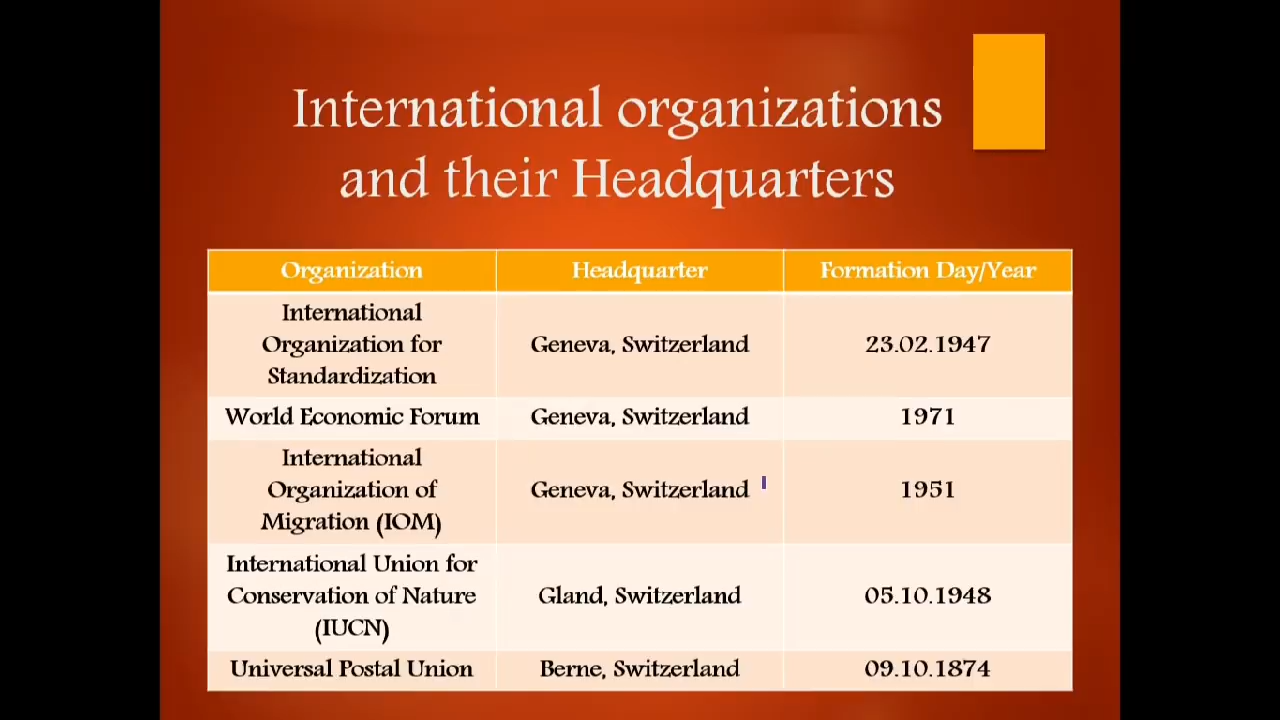 International organizations
and their Headquarters
Organization Headquarter Formation Day/Year
International
Organization for
Standardization
Geneva, Switzerland
23.02.1947
World Economic Forum Geneva, Switzerland 1971
International
Organization of
Migration (IOM)
Geneva, Switzerland
1951
International Union for
Conservation of Nature
(IUCN)
Gland, Switzerland
05.10.1948
Universal Postal Union Berne, Switzerland 09.10.1874